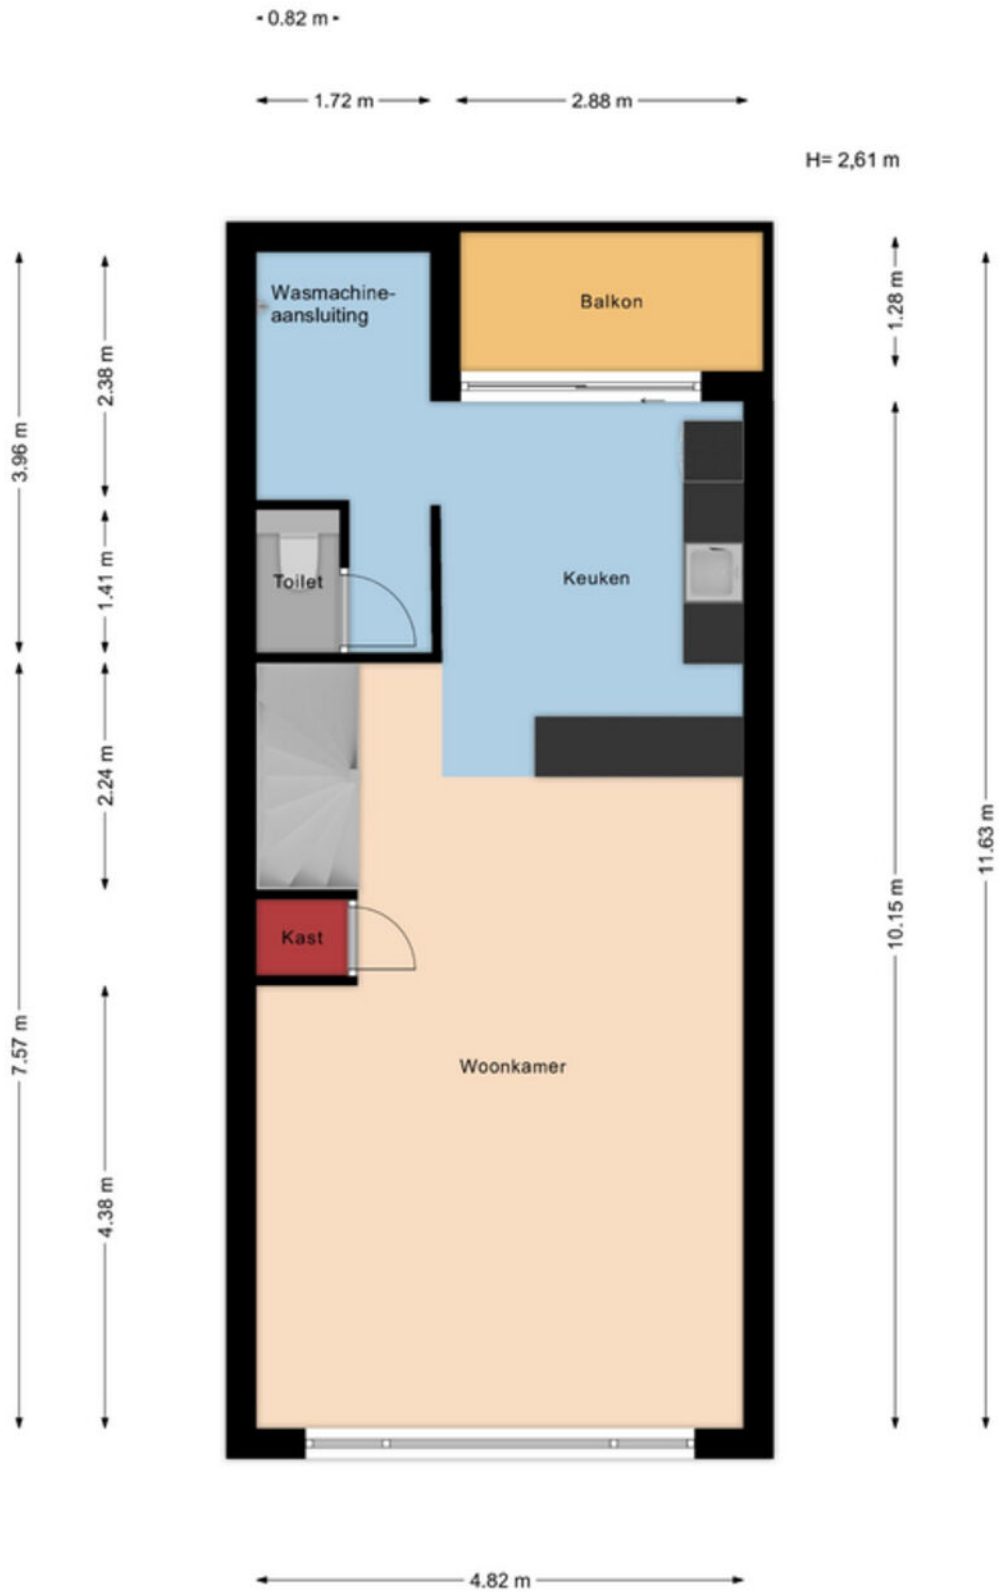 0.82 m
1.72 m
2.88 m
H= 2,61 m
Wasmachine-
aansluiting
Balkon
1.28 m
2.38 m
3.96 m
Toilet
1.41 m
Keuken
2.24 m
11.63 m
10.15 m
Kast
7.57 m
Woonkamer
4.38 m
4.82 m